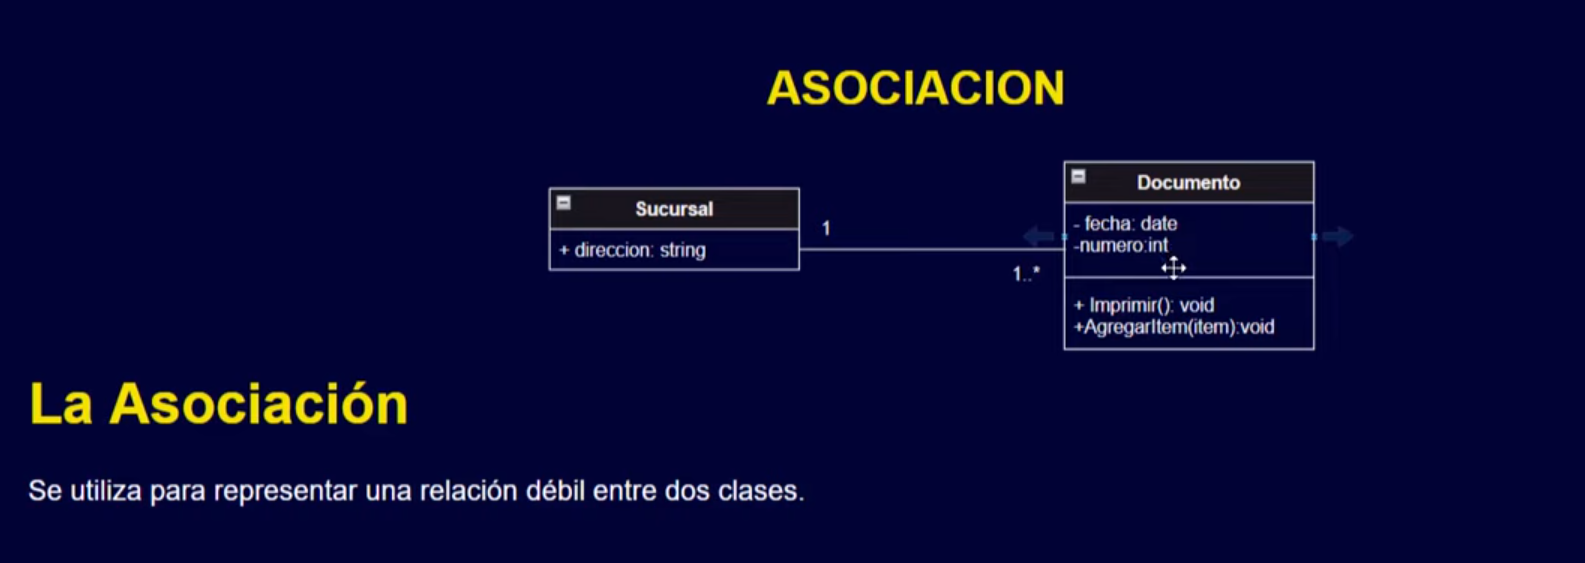 ASOCIACION
Sucursal
+ direccion: string
1
1..*
Documento
- fecha: date
-numero:int
+ Imprimir(): void
+AgregarItem(item):void
La Asociación
Se utiliza para representar una relación débil entre dos clases.